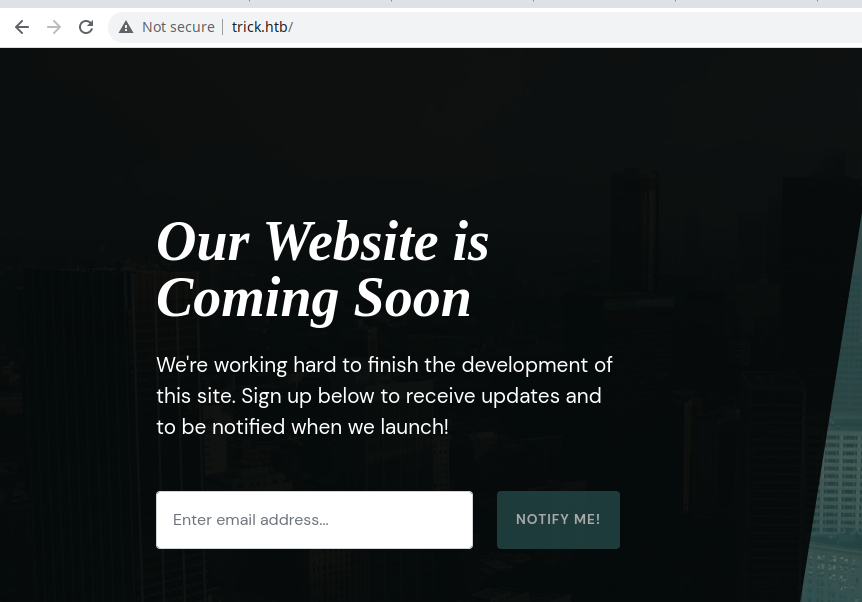 Not secure | trick.htb/
Our Website is
Coming Soon
We're working hard to finish the development of
this site. Sign up below to receive updates and
to be notified when we launch!
Enter email address...
NOTIFY ME!